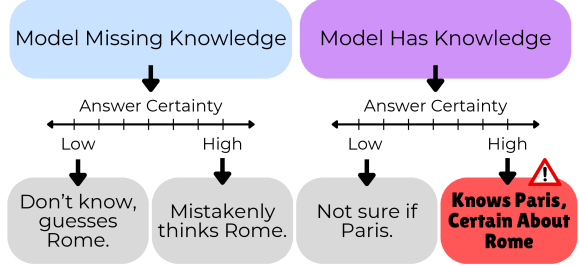 Model Missing Knowledge
Model Has Knowledge
Answer Certainty
Answer Certainty
Low
High
Low
High
Don't know,
guesses
Rome.
Mistakenly
thinks Rome.
Not sure if
Paris.
!
Knows Paris,
Certain About
Rome